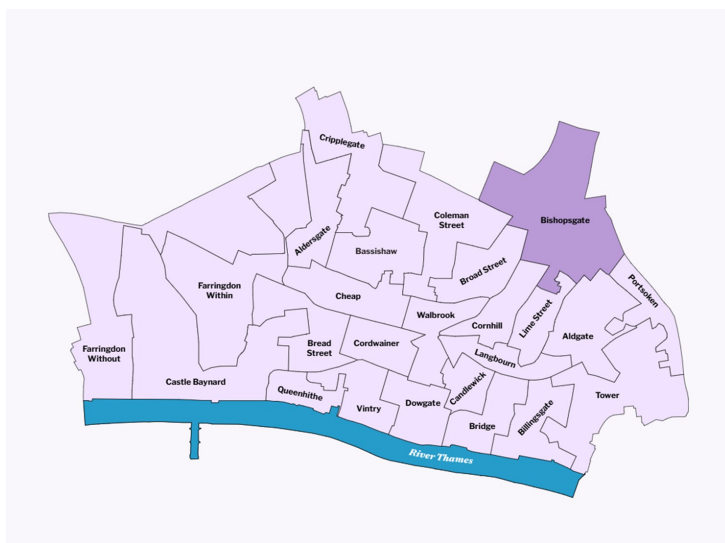 Cripplegate
Bishopsgate
Coleman
Street
Aldersgate
Bassishaw
Broad Street
Portsoken
Farringdon
Within
Cheap
Walbrook
Cornhill
Lime Street
Aldgate
Farringdon
Without
Bread
Street
Cordwainer
Langbourn
Castle Baynard
Queenhithe
Vintry
Dowgate
Candlewick
Bridge
Billingsgate
Tower
River Thames